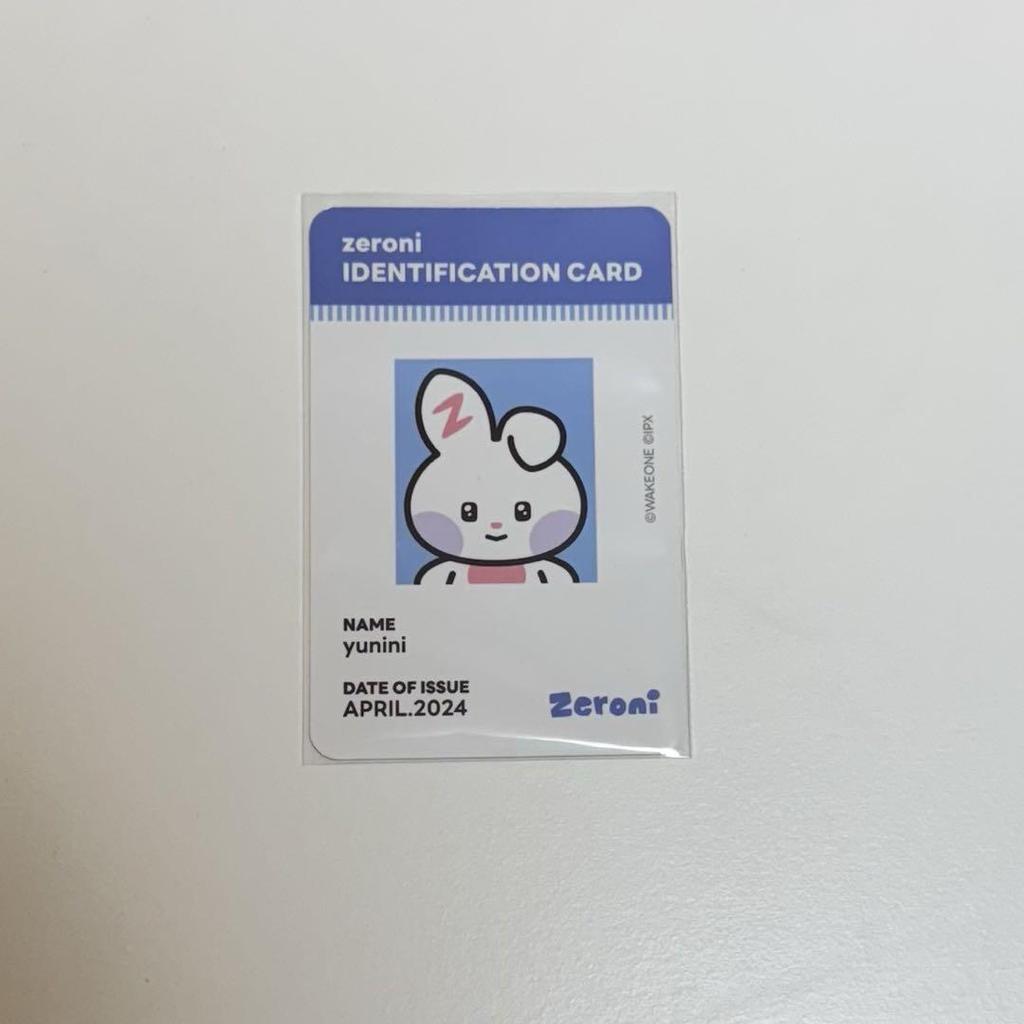 zeroni
IDENTIFICATION CARD
Z
©WAKEONE ©IPX
NAME
yunini
DATE OF ISSUE
APRIL.2024
Zeroni